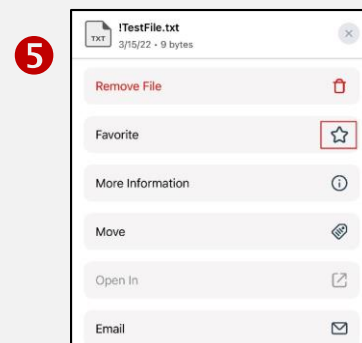 5
TXT
!TestFile.txt
3/15/22 • 9 bytes
Remove File
Favorite
More Information
Move
Open In
Email